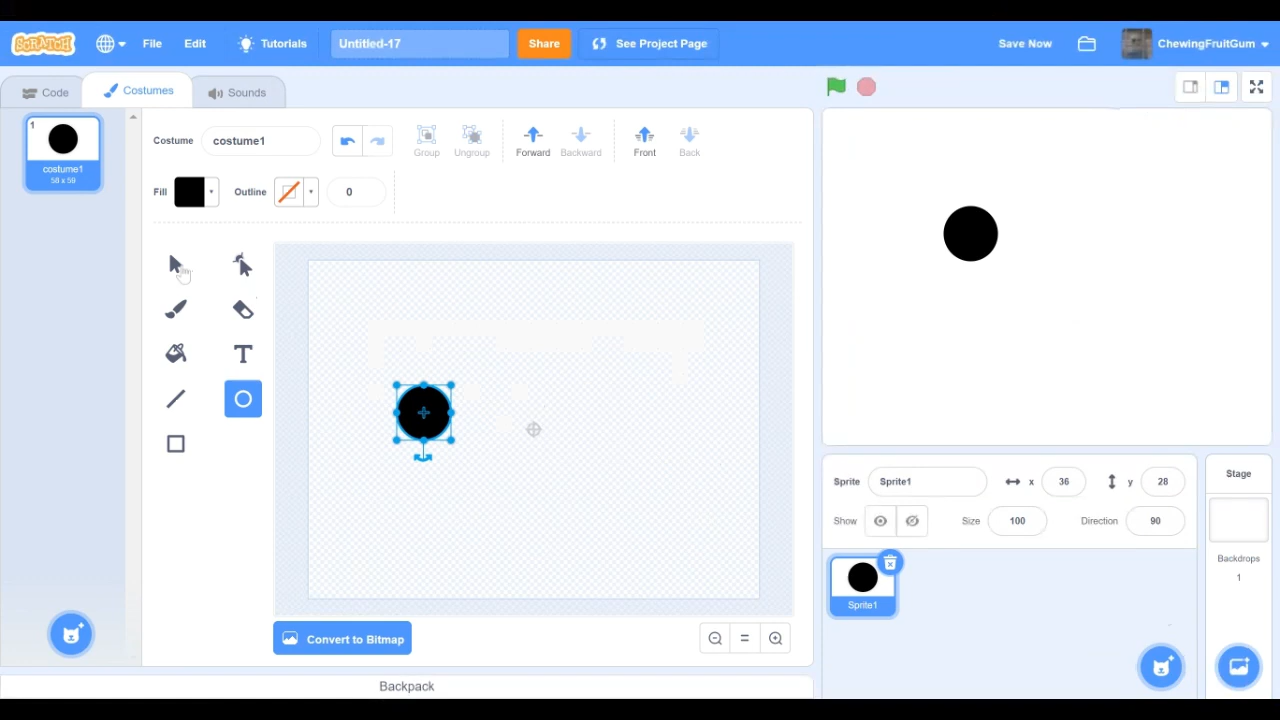 SCRATCH File Edit Tutorials Untitled-17 Share See Project Page Save Now ChewingFruitGum
Code Costumes Sounds
1
costume1
Costume costume1 Group Ungroup Forward Backward Front Back
Fill Outline 0
T
Convert to Bitmap
Backpack
Sprite Sprite1 x 36 y 28
Show Size 100 Direction 90
Sprite1
Stage
Backdrops
1